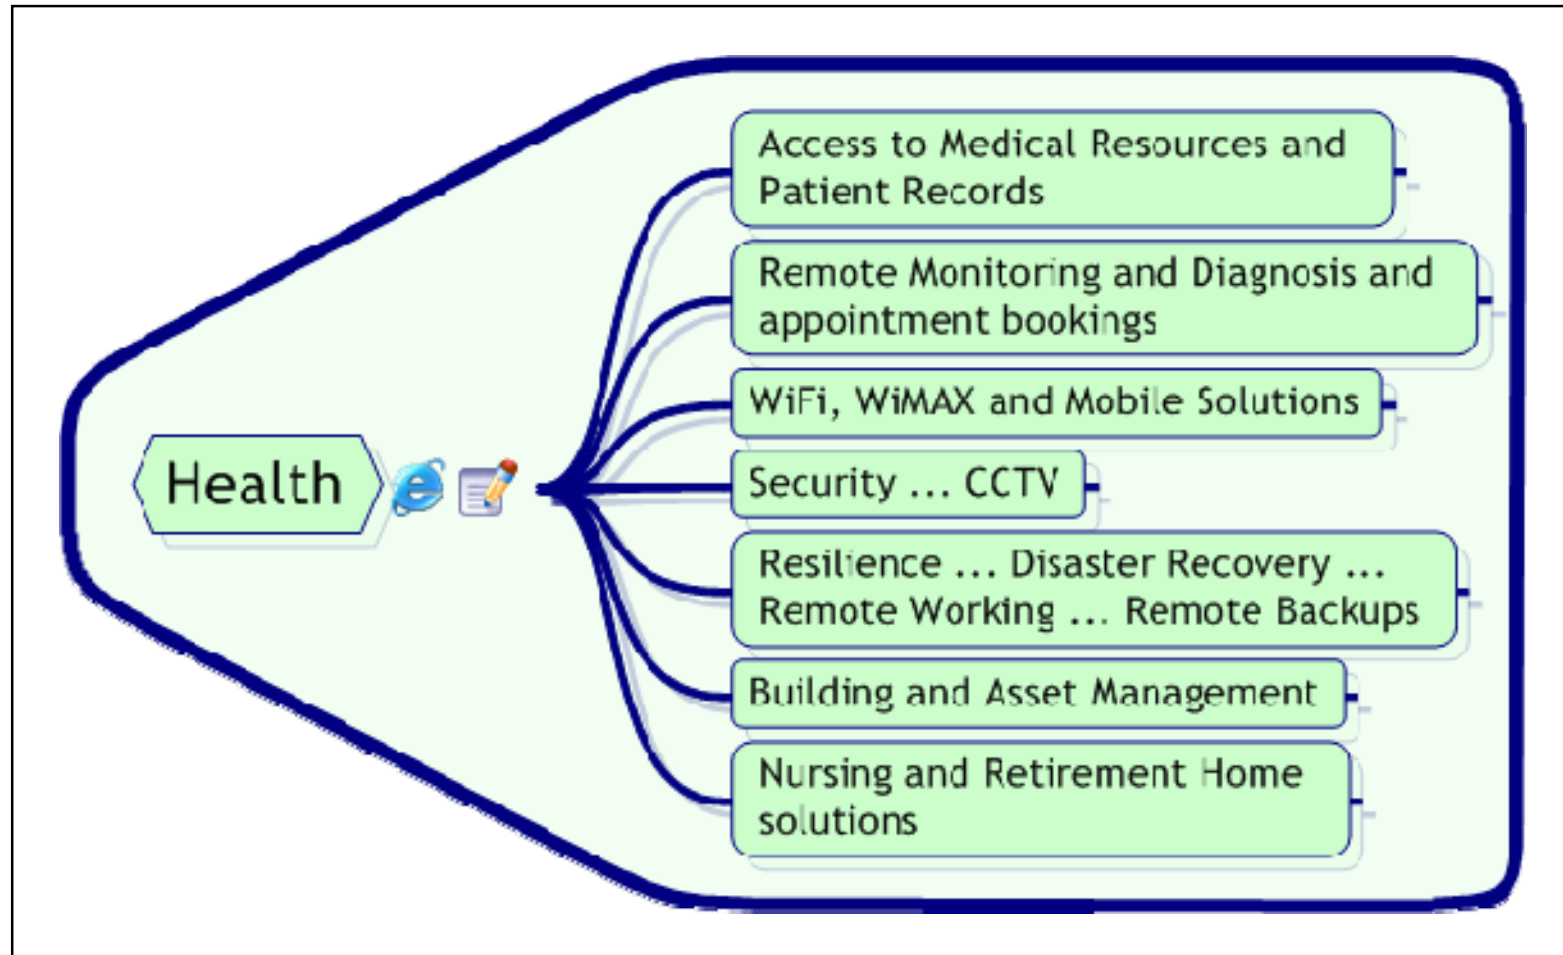 Health
Access to Medical Resources and
Patient Records
Remote Monitoring and Diagnosis and
appointment bookings
WiFi, WiMAX and Mobile Solutions
Security ... CCTV
Resilience ... Disaster Recovery ...
Remote Working ... Remote Backups
Building and Asset Management
Nursing and Retirement Home
solutions